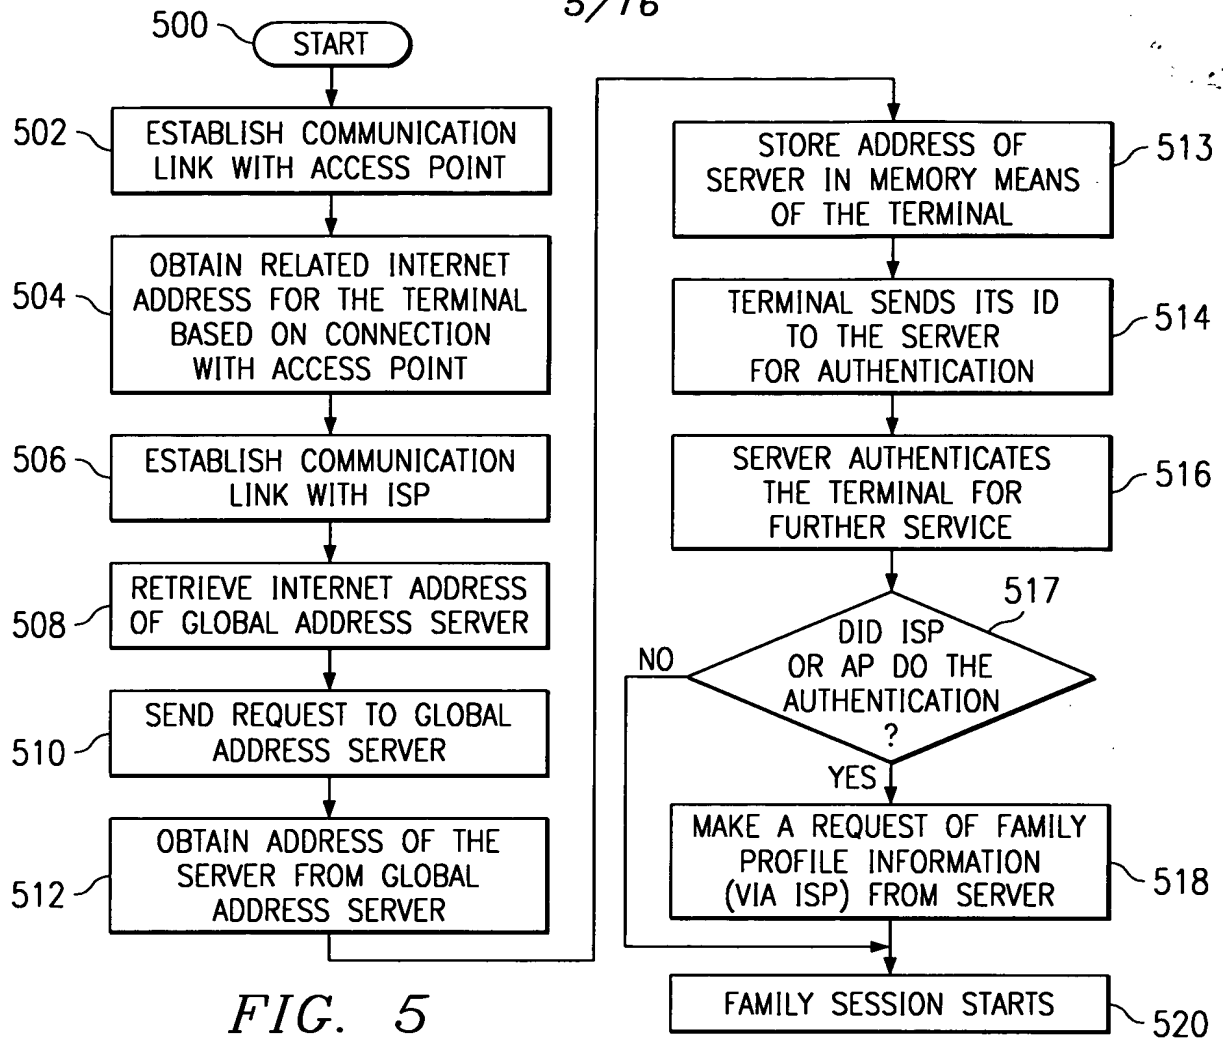 5/16
500
START
502
ESTABLISH COMMUNICATION
LINK WITH ACCESS POINT
504
OBTAIN RELATED INTERNET
ADDRESS FOR THE TERMINAL
BASED ON CONNECTION
WITH ACCESS POINT
506
ESTABLISH COMMUNICATION
LINK WITH ISP
508
RETRIEVE INTERNET ADDRESS
OF GLOBAL ADDRESS SERVER
510
SEND REQUEST TO GLOBAL
ADDRESS SERVER
512
OBTAIN ADDRESS OF THE
SERVER FROM GLOBAL
ADDRESS SERVER
STORE ADDRESS OF
SERVER IN MEMORY MEANS
OF THE TERMINAL
513
TERMINAL SENDS ITS ID
TO THE SERVER
FOR AUTHENTICATION
514
SERVER AUTHENTICATES
THE TERMINAL FOR
FURTHER SERVICE
516
517
DID ISP
OR AP DO THE
AUTHENTICATION
?
NO
YES
MAKE A REQUEST OF FAMILY
PROFILE INFORMATION
(VIA ISP) FROM SERVER
518
FAMILY SESSION STARTS
520
FIG. 5